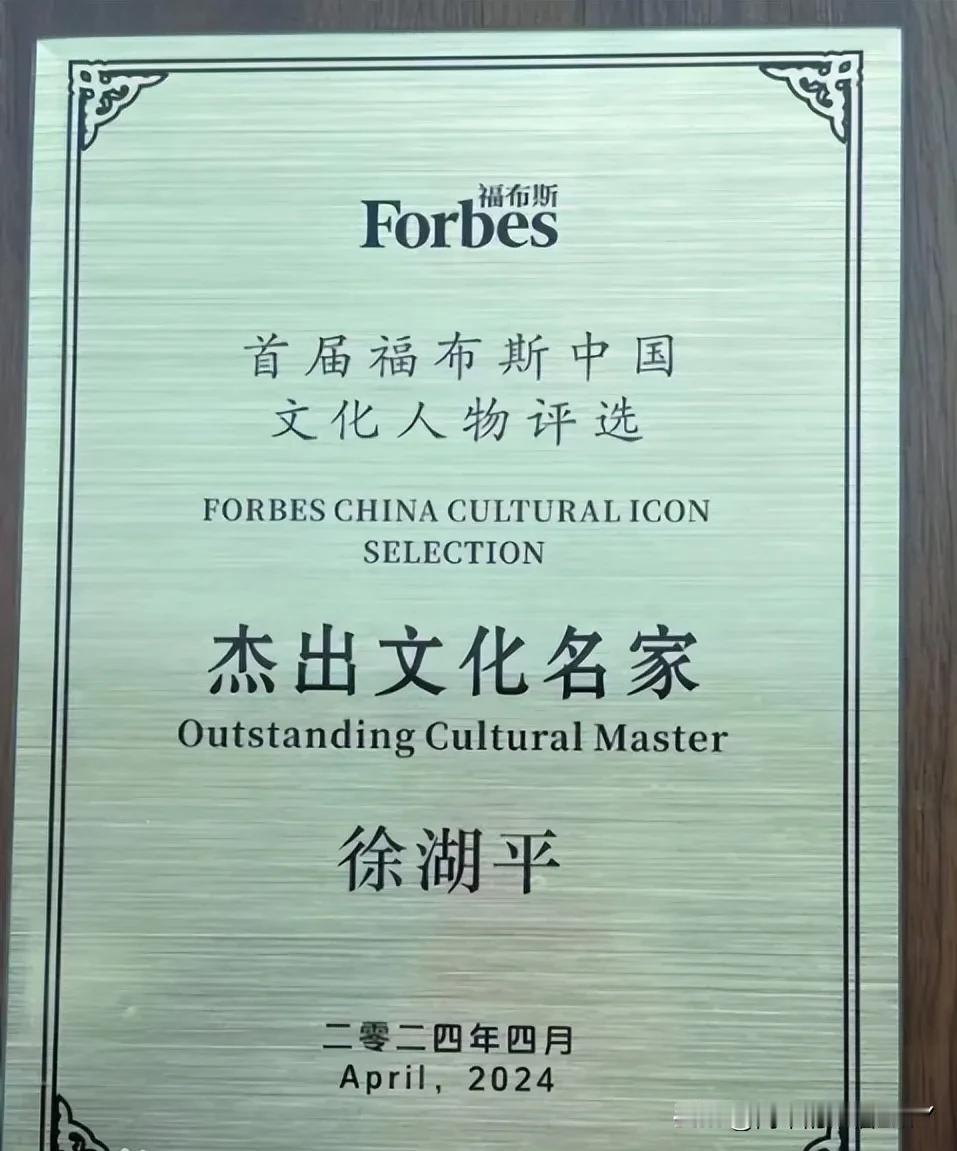 福布斯
Forbes
首届福布斯中国
文化人物评选
FORBES CHINA CULTURAL ICON
SELECTION
杰出文化名家
Outstanding Cultural Master
徐湖平
二零二四年四月
April, 2024